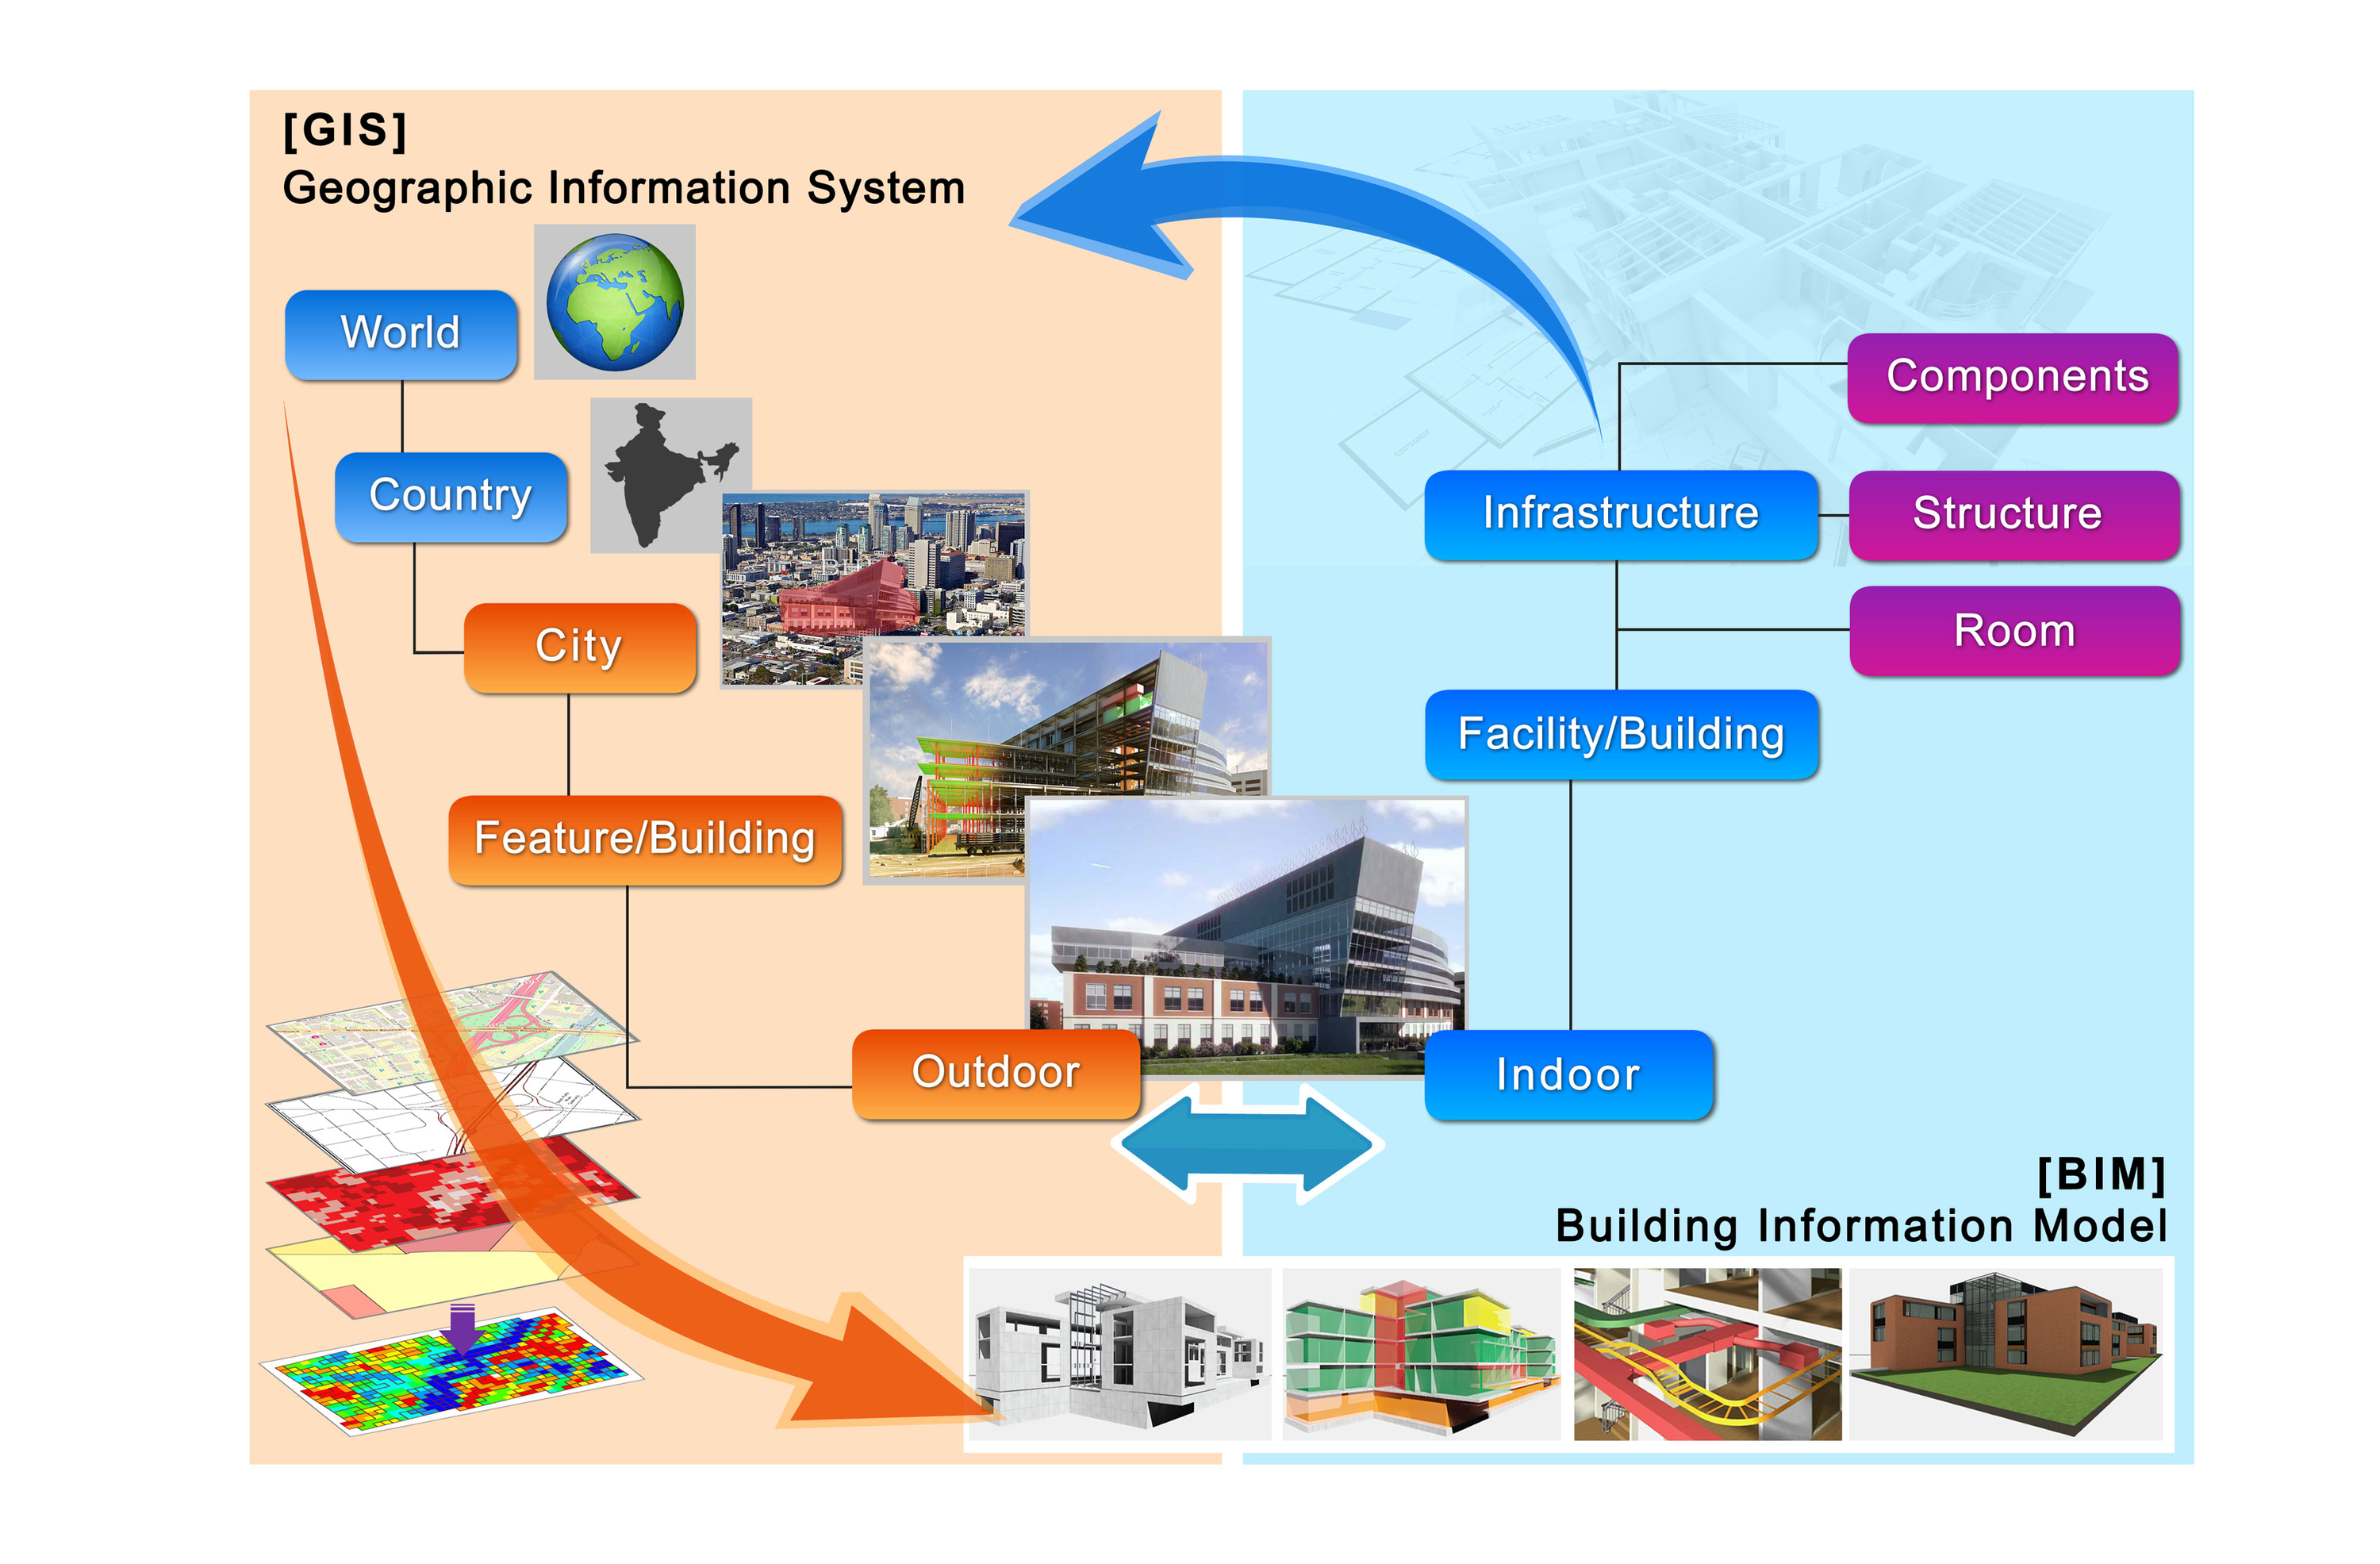 [GIS]
Geographic Information System
World
Country
City
Feature/Building
Outdoor
Components
Infrastructure
Structure
Room
Facility/Building
Indoor
[BIM]
Building Information Model